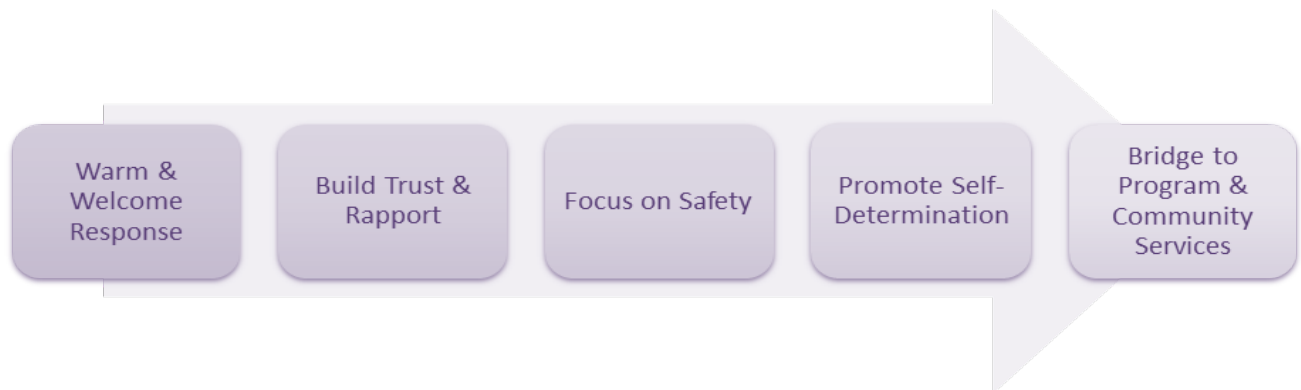 Warm &
Welcome
Response
Build Trust &
Rapport
Focus on Safety
Promote Self-
Determination
Bridge to
Program &
Community
Services